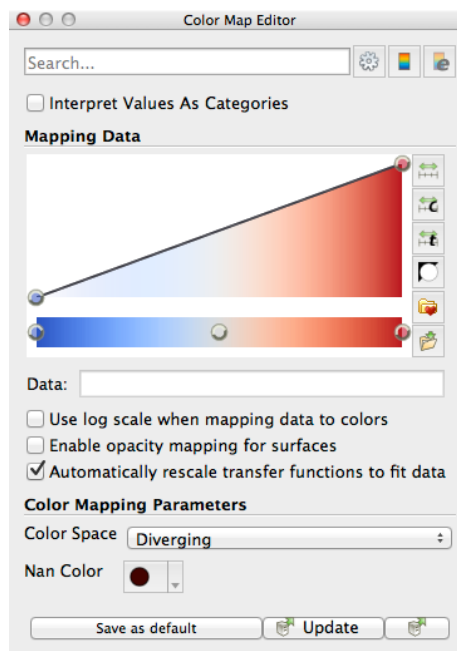 Color Map Editor
Search...
Interpret Values As Categories
Mapping Data
Data:
Use log scale when mapping data to colors
Enable opacity mapping for surfaces
Automatically rescale transfer functions to fit data
Color Mapping Parameters
Color Space Diverging
Nan Color
Save as default Update